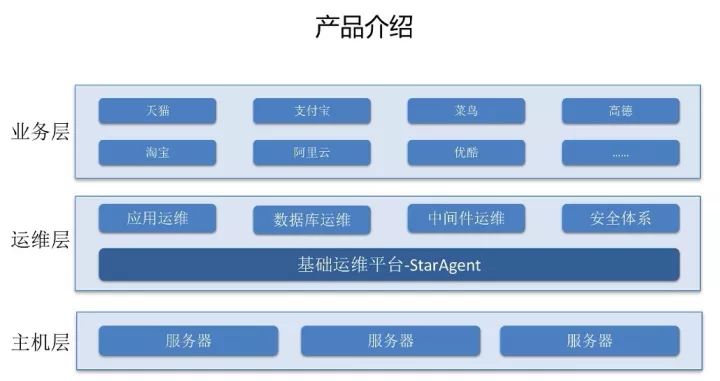 产品介绍
业务层
天猫 支付宝 菜鸟 高德
淘宝 阿里云 优酷 ......
运维层
应用运维 数据库运维 中间件运维 安全体系
基础运维平台-StarAgent
主机层
服务器 服务器 服务器